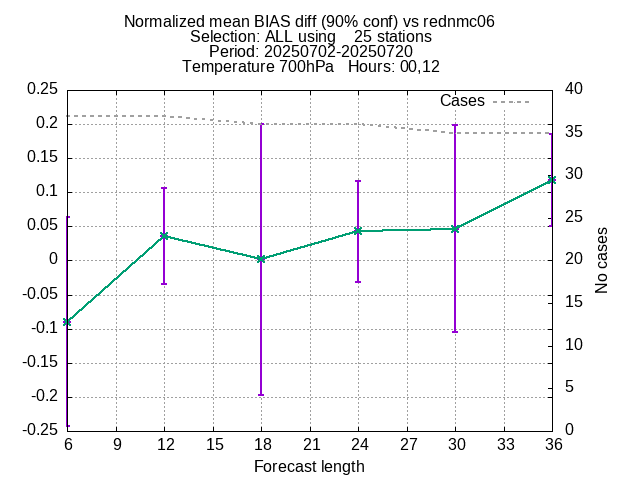 Normalized mean BIAS diff (90% conf) vs rednmc06
Selection: ALL using    25 stations
Period: 20250702-20250720
Temperature 700hPa   Hours: 00,12
Cases
0.25
0.2
0.15
0.1
0.05
0
-0.05
-0.1
-0.15
-0.2
-0.25
40
35
30
25
20
15
10
5
0
No cases
6 9 12 15 18 21 24 27 30 33 36
Forecast length